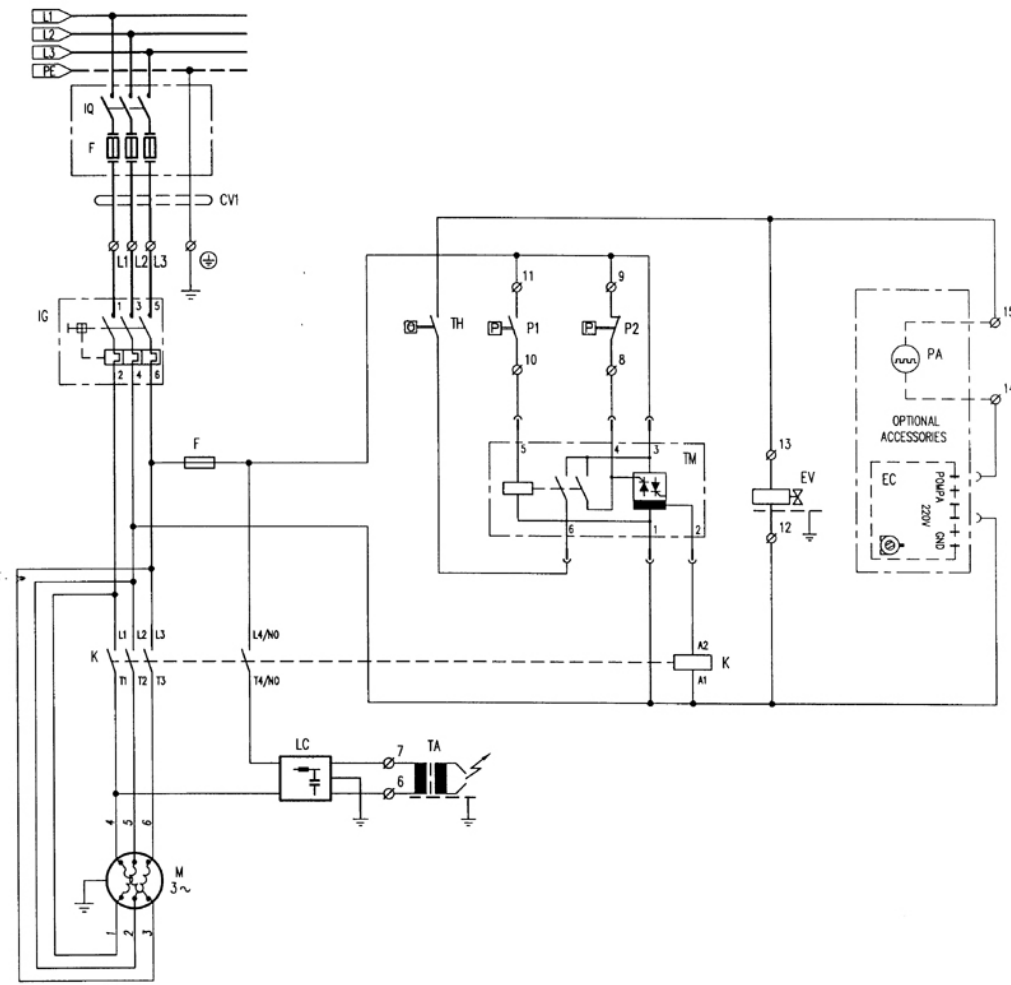 L1
L2
L3
PE
IQ
F
CV1
L1 L2 L3
IG
1 3 5
2 4 6
F
TH
11
P P1
10
9
P P2
8
5 4 3
TM
6 1 2
13
EV
12
15
PA
14
OPTIONAL
ACCESSORIES
EC
POMPA
220V
GND
L1 L2 L3
K
T1 T2 T3
L4/NO
T4/NO
A2
K
A1
LC
7
6
TA
4 5 6
M
3~
1 2 3